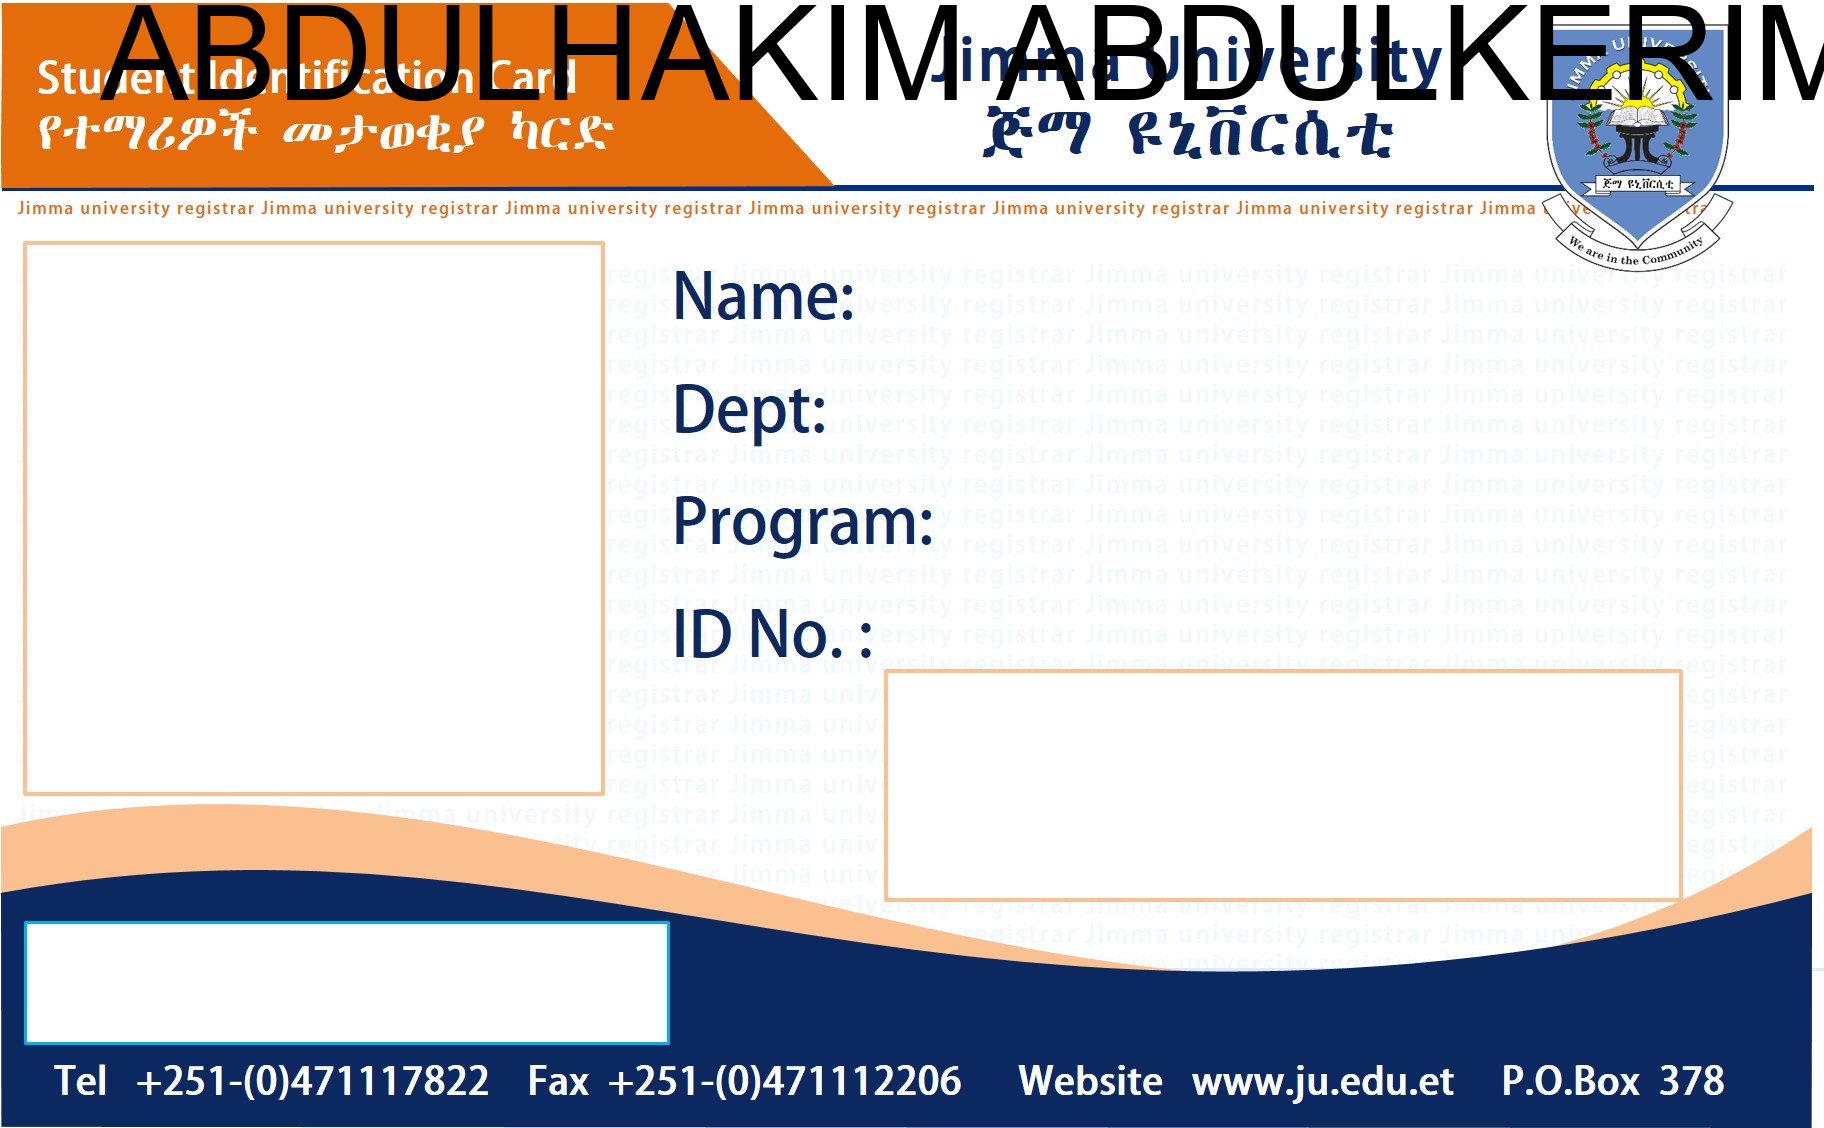 ABDULHAKIM ABDULKERIM
Student Identification Card
የተማሪዎች መታወቂያ ካርድ
Jimma University
ጅማ ዩኒቨርሲቲ
JIMMA UNIVERSITY
ጅማ ዩኒቨርሲቲ
We are in the Community
Jimma university registrar Jimma university registrar Jimma university registrar Jimma university registrar Jimma university registrar Jimma university registrar Jimma
Name:
Dept:
Program:
ID No. :
Tel +251-(0)471117822 Fax +251-(0)471112206 Website www.ju.edu.et P.O.Box 378